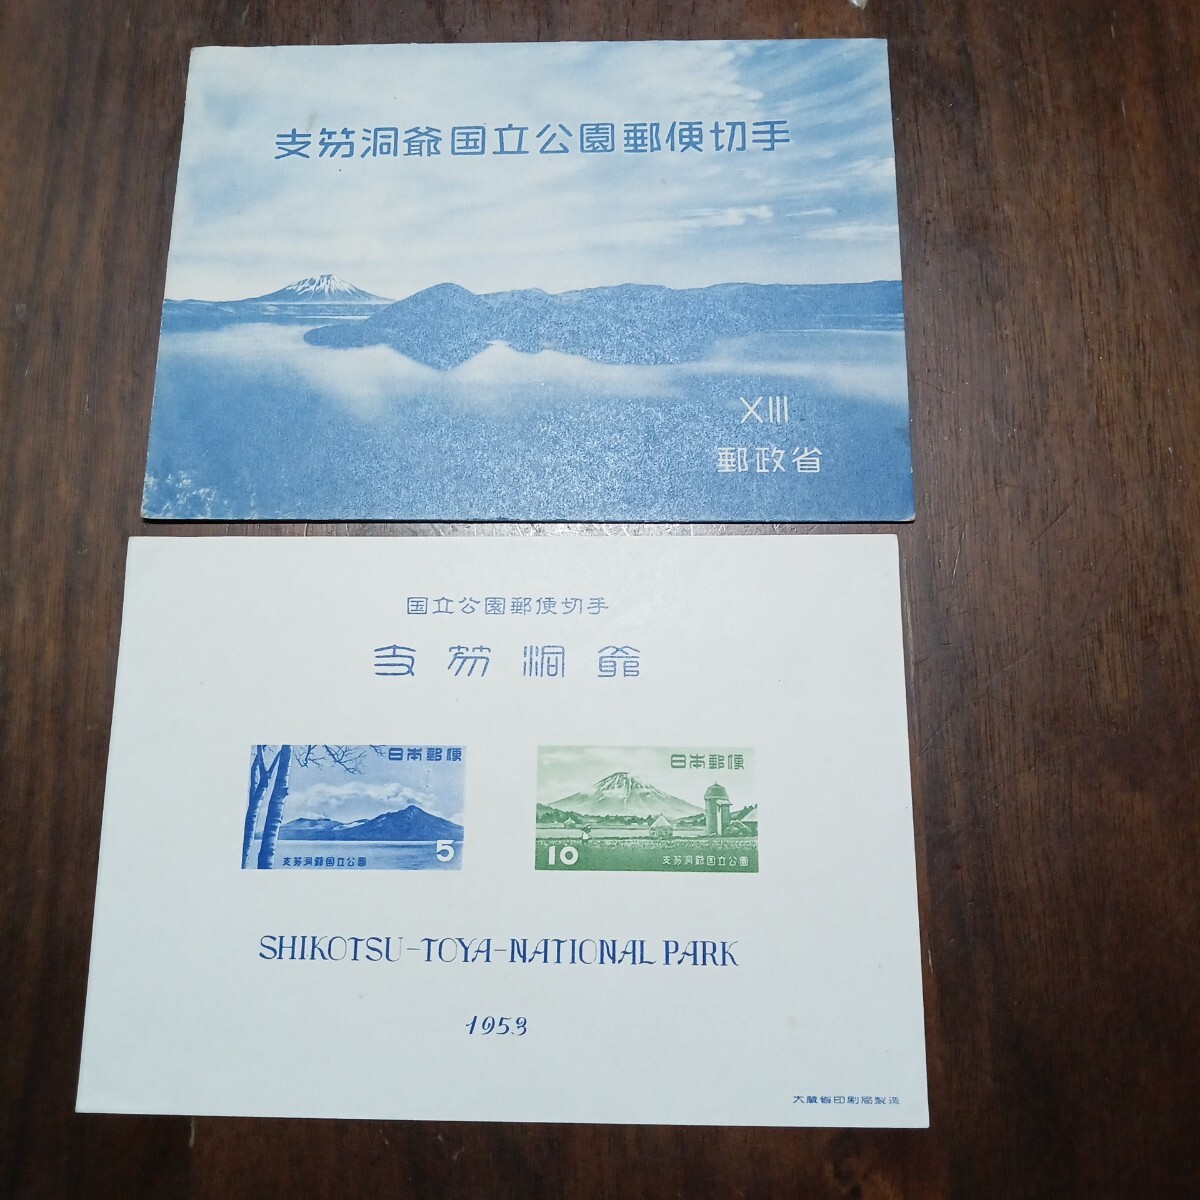 支笏洞爺国立公園郵便切手
XIII
郵政省
国立公園郵便切手
支笏洞爺
日本郵便
5
支笏洞爺国立公園
日本郵便
10
支笏洞爺国立公園
SHIKOTSU-TOYA-NATIONAL PARK
1953
大蔵省印刷局製造